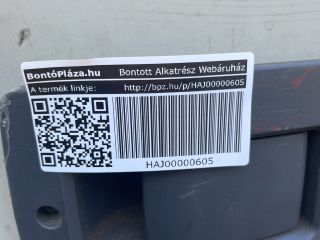 BontóPláza.hu Bontott Alkatrész Webáruház
A termék linkje: http://bpz.hu/p/HAJ00000605
HAJ00000605